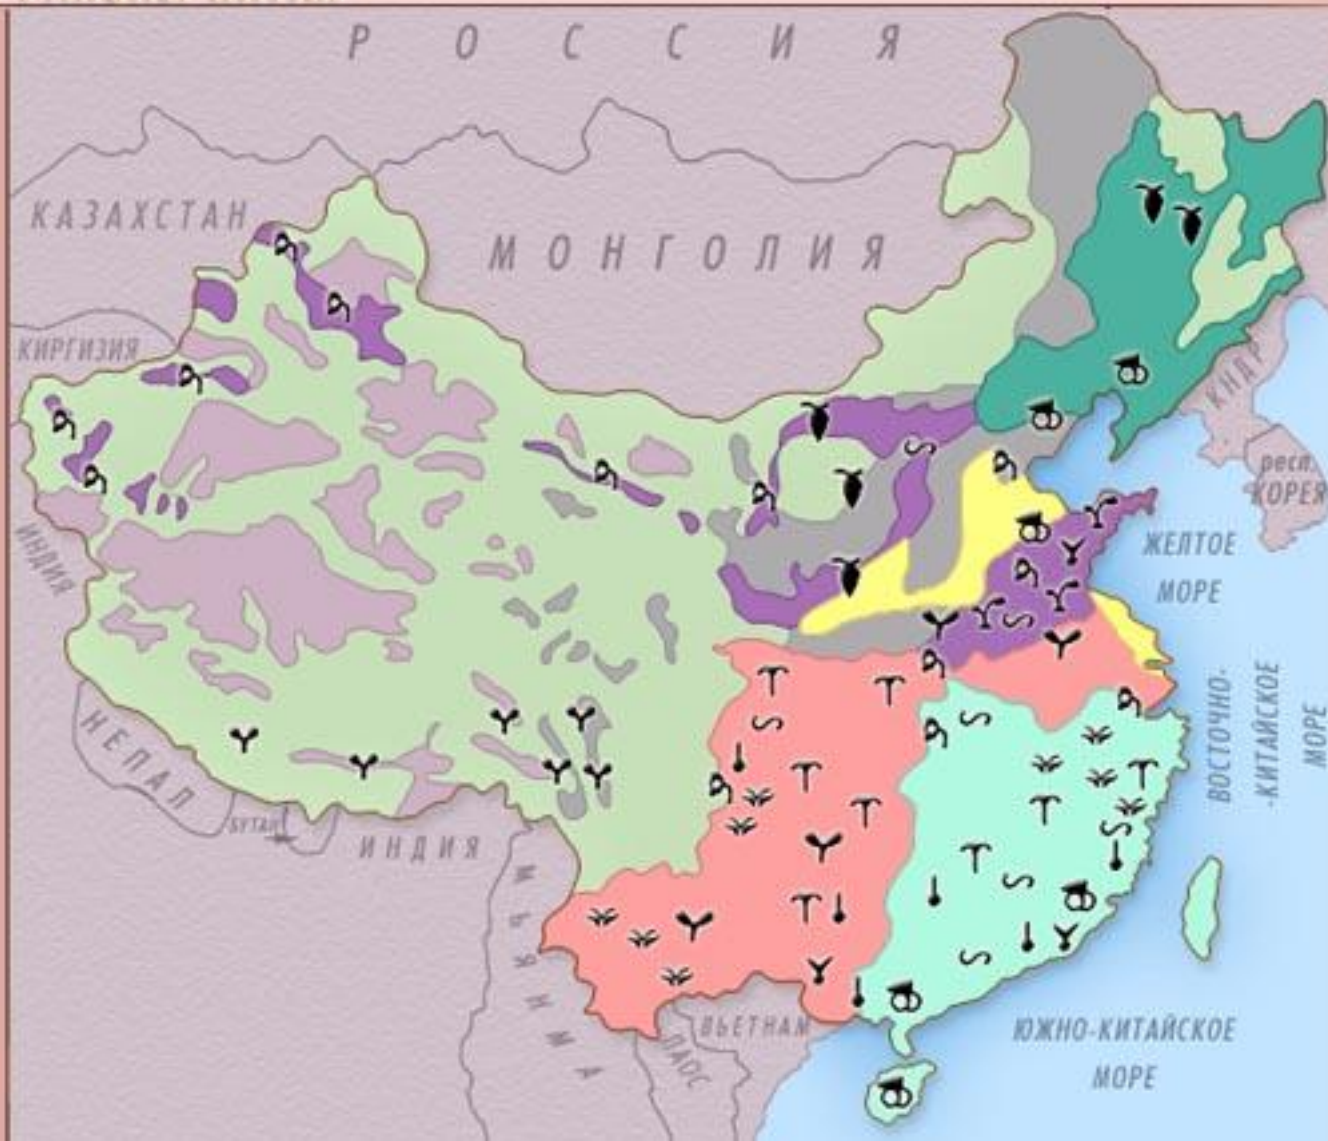 РОССИЯ
КАЗАХСТАН
МОНГОЛИЯ
КИРГИЗИЯ
КНДР
респ.
КОРЕЯ
ИНДИЯ
ЖЕЛТОЕ
МОРЕ
НЕПАЛ
БУТАН
ИНДИЯ
МЬЯНМА
ВОСТОЧНО-
-КИТАЙСКОЕ
МОРЕ
ВЬЕТНАМ
ЛАОС
ЮЖНО-КИТАЙСКОЕ
МОРЕ